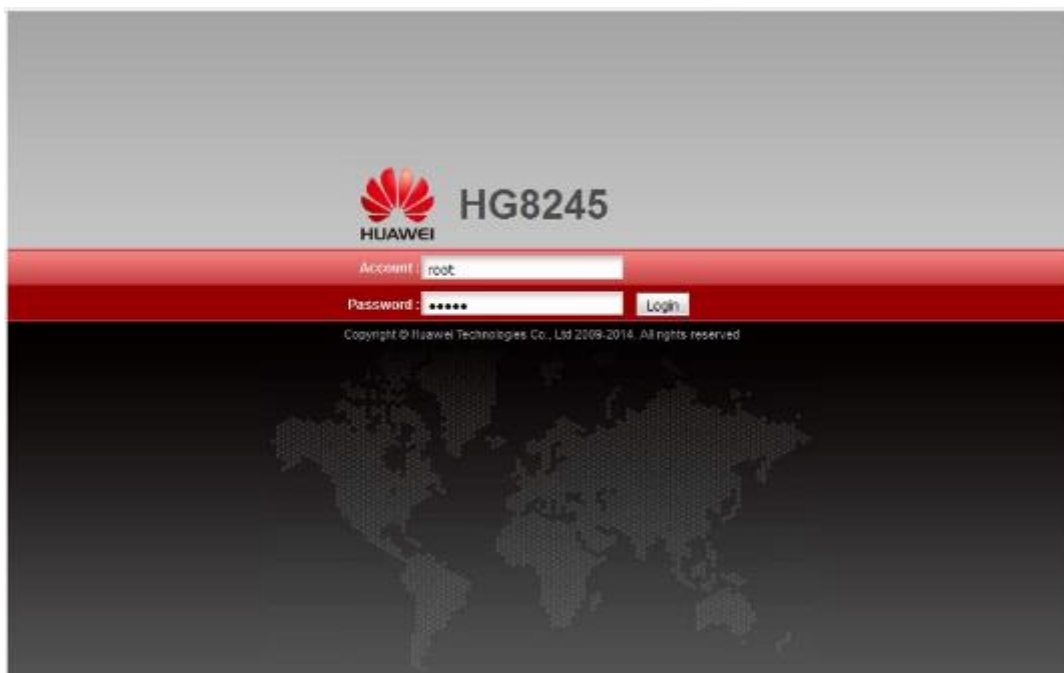 HUAWEI
HG8245
Account : root
Password : ●●●●● Login
Copyright © Huawei Technologies Co., Ltd 2009-2014. All rights reserved